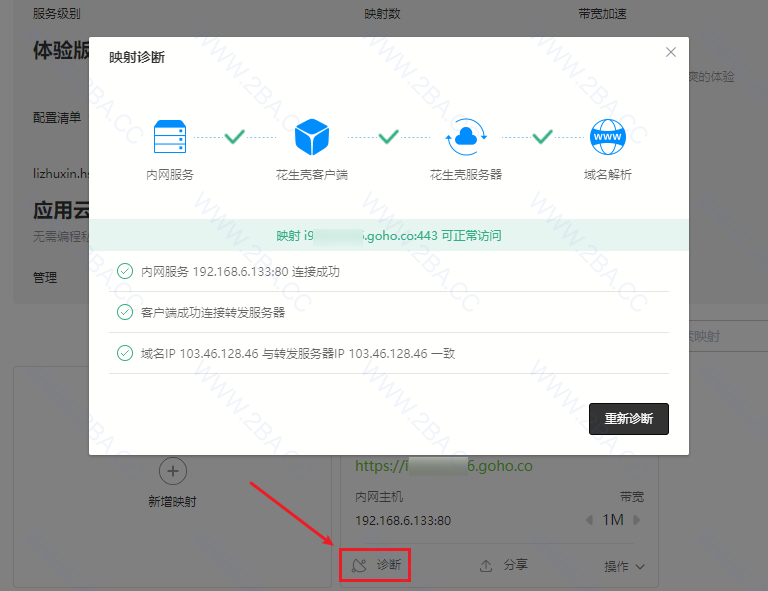 服务级别 映射数 带宽加速
体验版
映射诊断
爽的体验
配置清单
内网服务 花生壳客户端 花生壳服务器 域名解析
www
lizhuxin.hs
应用云
无需编程
映射 i9 .goho.co:443 可正常访问
管理
内网服务 192.168.6.133:80 连接成功
客户端成功连接转发服务器
映射
域名IP 103.46.128.46 与转发服务器IP 103.46.128.46 一致
重新诊断
https://i 6.goho.co
新增映射
内网主机 带宽
192.168.6.133:80 1M
诊断 分享 操作
WWW.2BA.CC